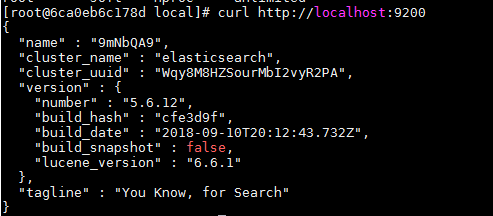 [root@6ca0eb6c178d local]# curl http://localhost:9200
{
  "name" : "9mNbQA9",
  "cluster_name" : "elasticsearch",
  "cluster_uuid" : "Wqy8M8HZSourMbI2vyR2PA",
  "version" : {
    "number" : "5.6.12",
    "build_hash" : "cfe3d9f",
    "build_date" : "2018-09-10T20:12:43.732Z",
    "build_snapshot" : false,
    "lucene_version" : "6.6.1"
  },
  "tagline" : "You Know, for Search"
}